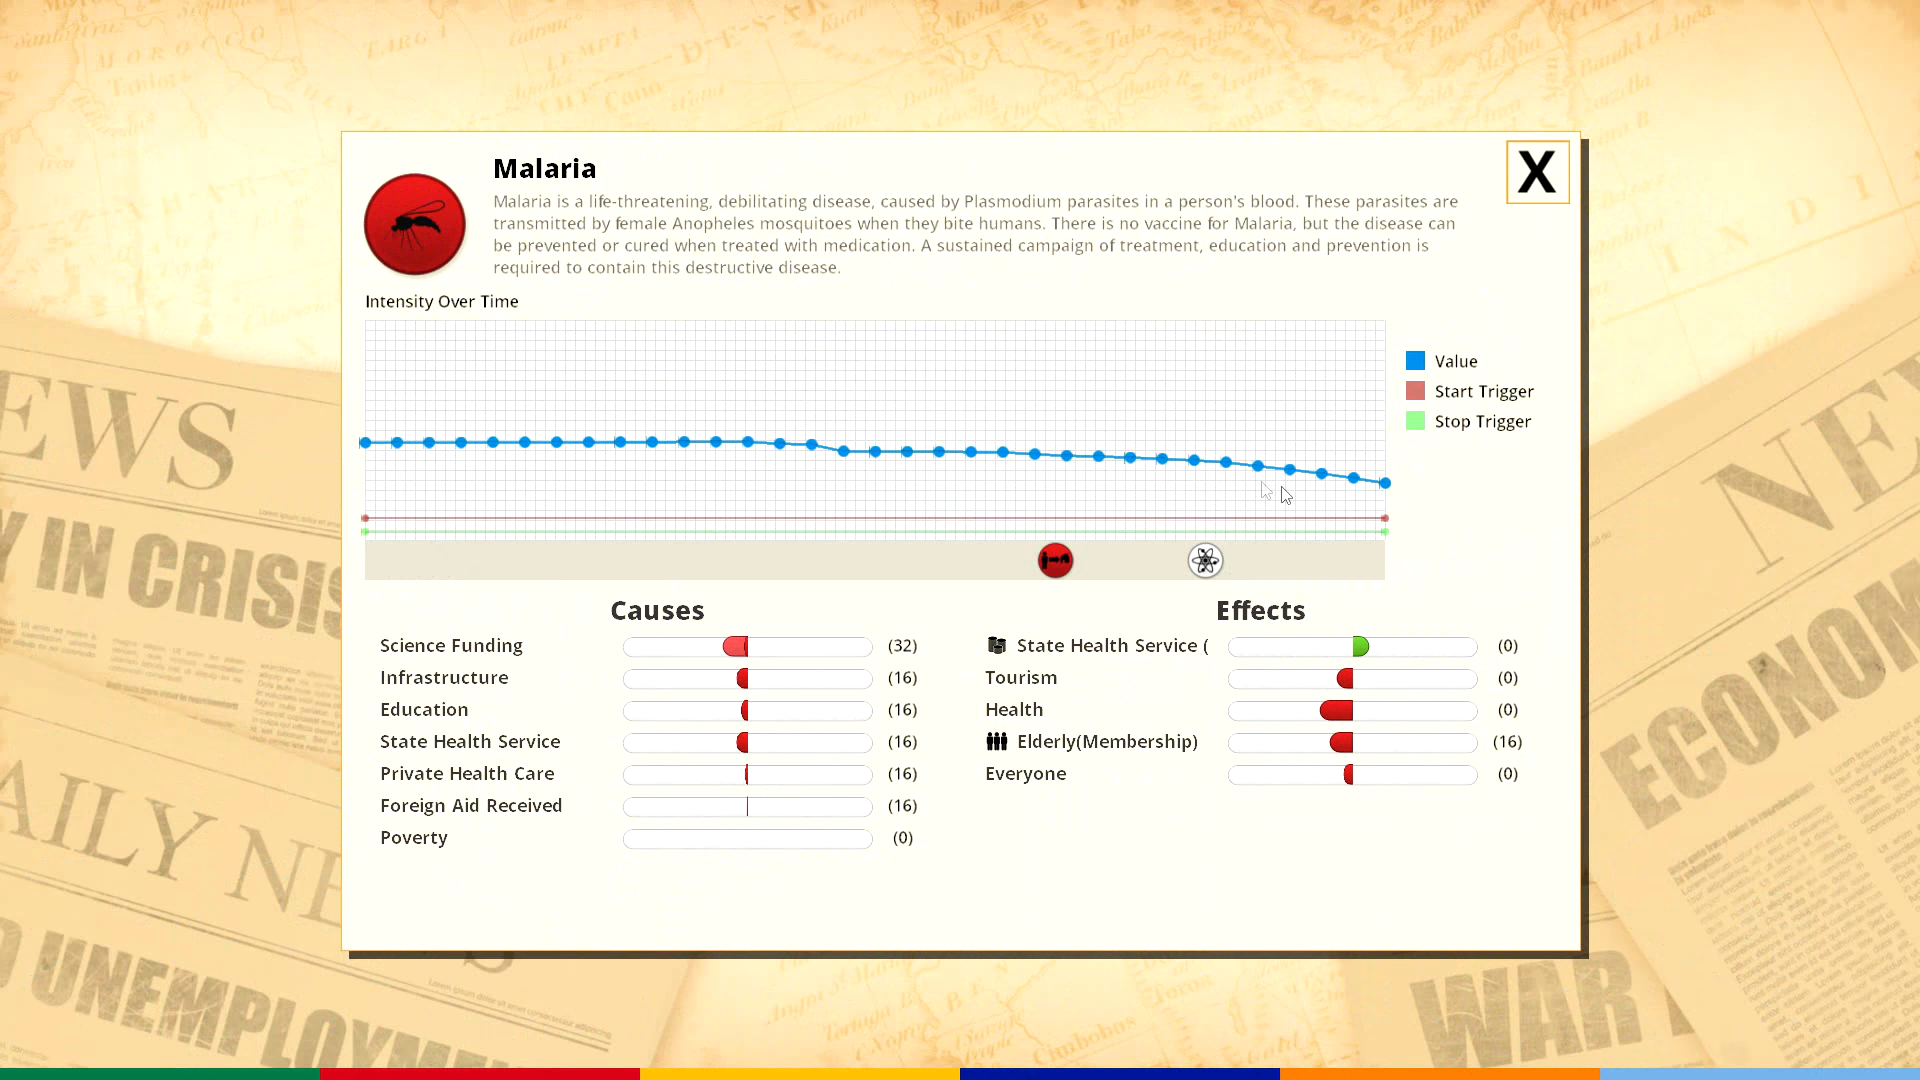 Malaria
X
Malaria is a life-threatening, debilitating disease, caused by Plasmodium parasites in a person's blood. These parasites are
transmitted by female Anopheles mosquitoes when they bite humans. There is no vaccine for Malaria, but the disease can
be prevented or cured when treated with medication. A sustained campaign of treatment, education and prevention is
required to contain this destructive disease.
Intensity Over Time
Value
Start Trigger
Stop Trigger
Causes
Science Funding (32)
Infrastructure (16)
Education (16)
State Health Service (16)
Private Health Care (16)
Foreign Aid Received (16)
Poverty (0)
Effects
State Health Service ( (0)
Tourism (0)
Health (0)
Elderly(Membership) (16)
Everyone (0)
EWS
Y IN CRISIS
AILY NE
D UNEMPLOYME
NE
ECONOM
WAR